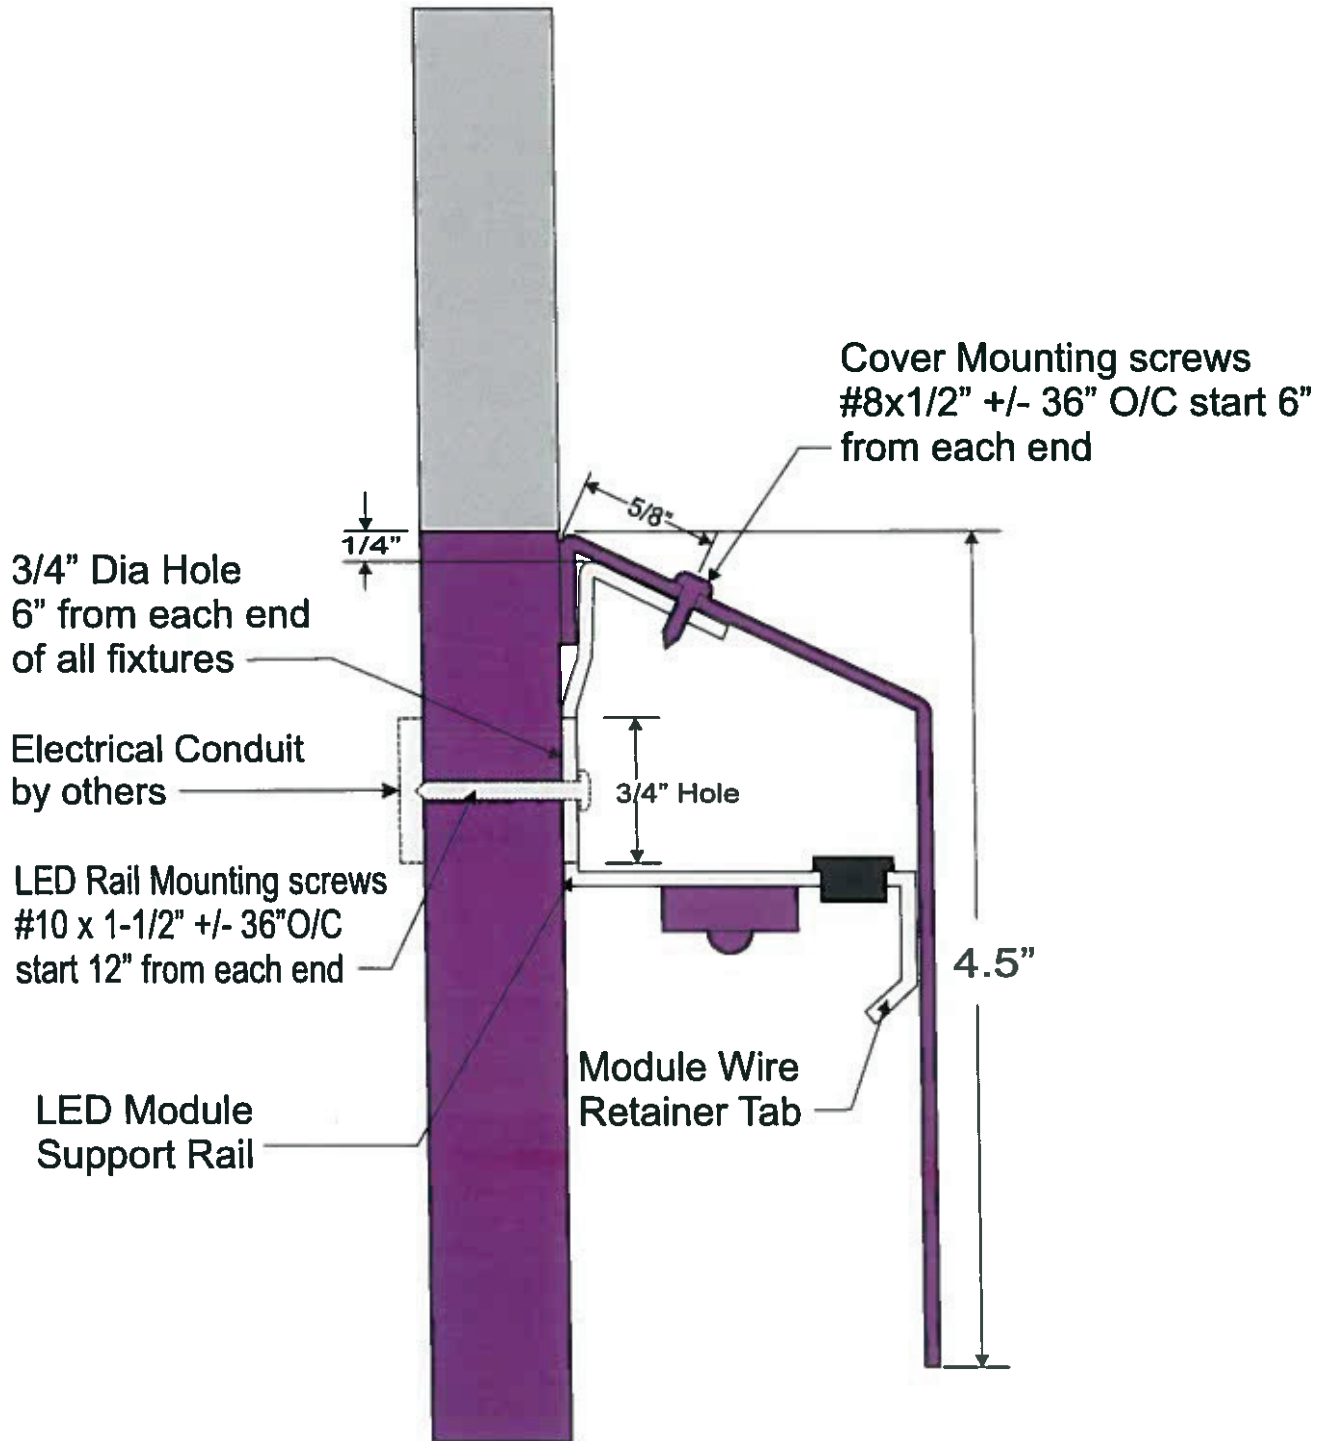 Cover Mounting screws
#8x1/2” +/- 36” O/C start 6”
from each end
5/8"
1/4”
3/4” Dia Hole
6” from each end
of all fixtures
Electrical Conduit
by others
3/4” Hole
LED Rail Mounting screws
#10 x 1-1/2” +/- 36”O/C
start 12” from each end
4.5”
Module Wire
Retainer Tab
LED Module
Support Rail